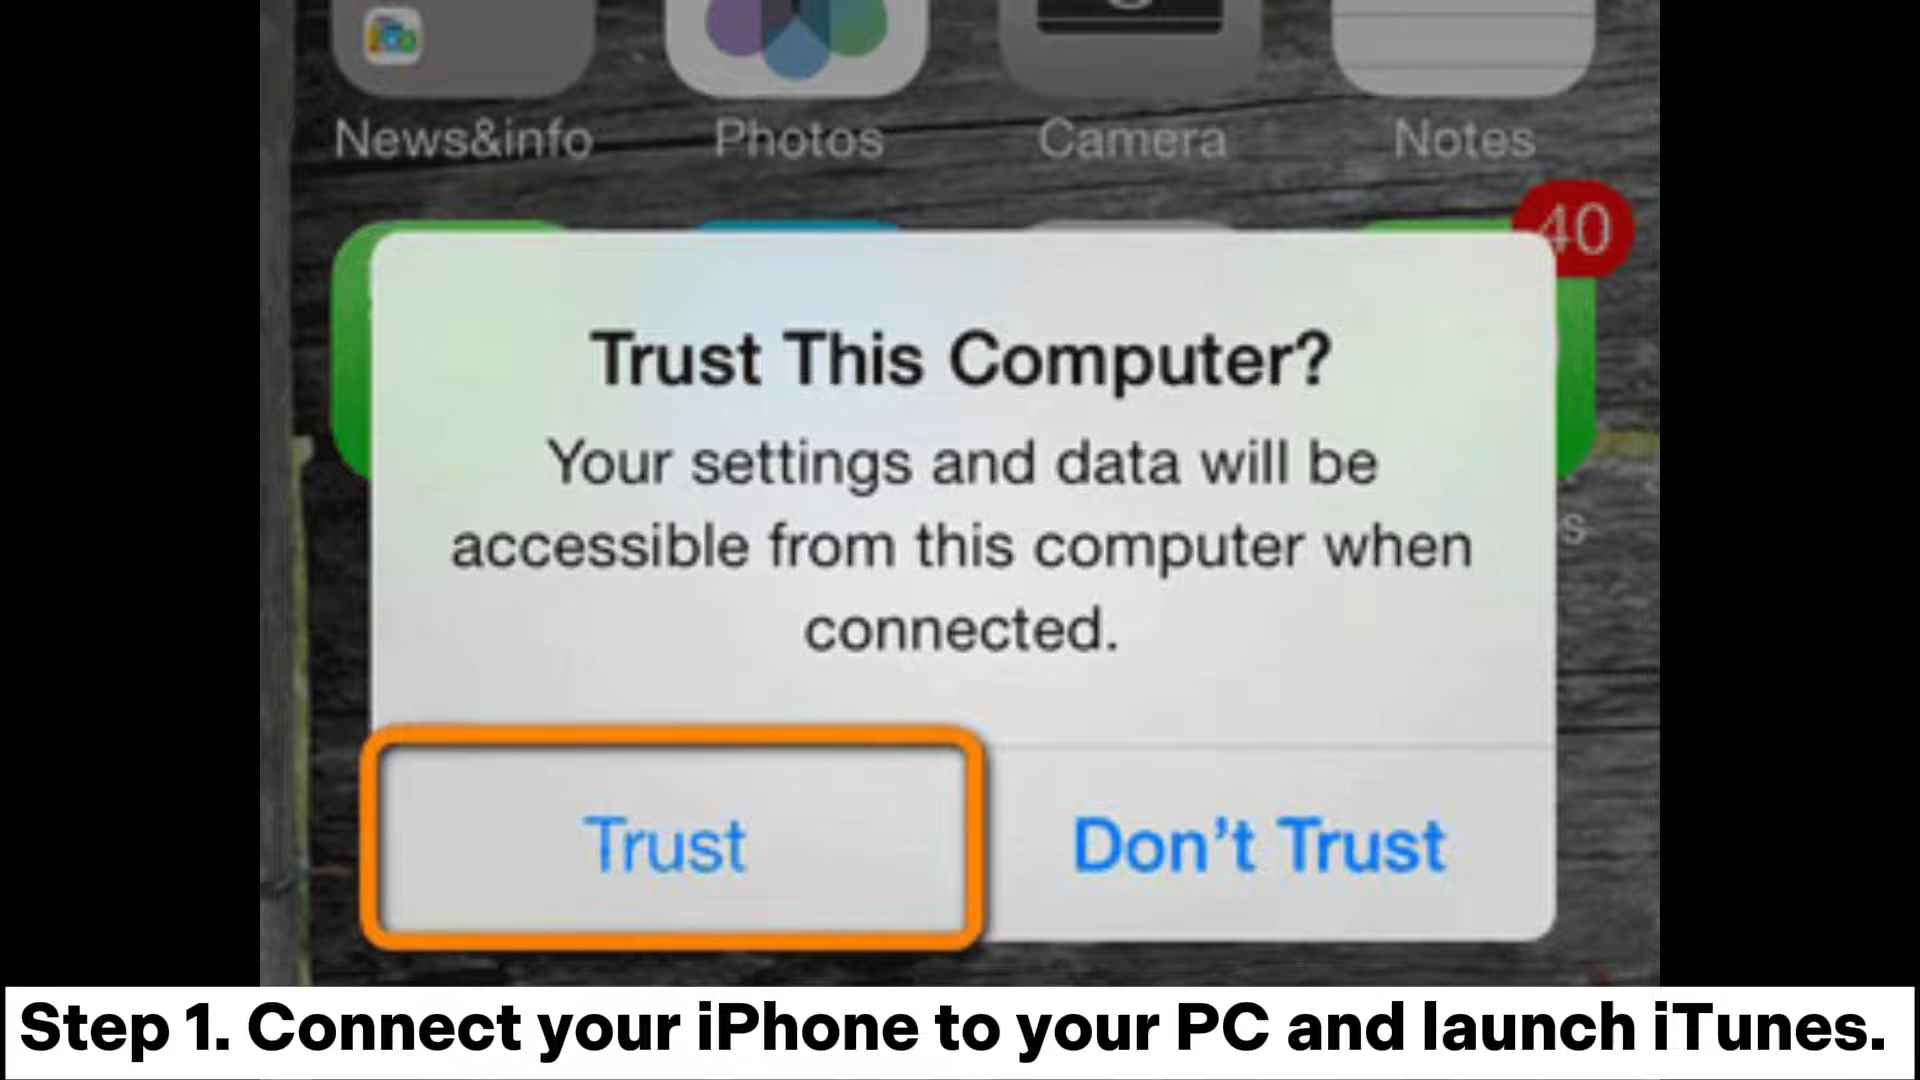 News&info Photos Camera Notes
40
Trust This Computer?
Your settings and data will be
accessible from this computer when
connected.
s
Trust Don't Trust
Step 1. Connect your iPhone to your PC and launch iTunes.